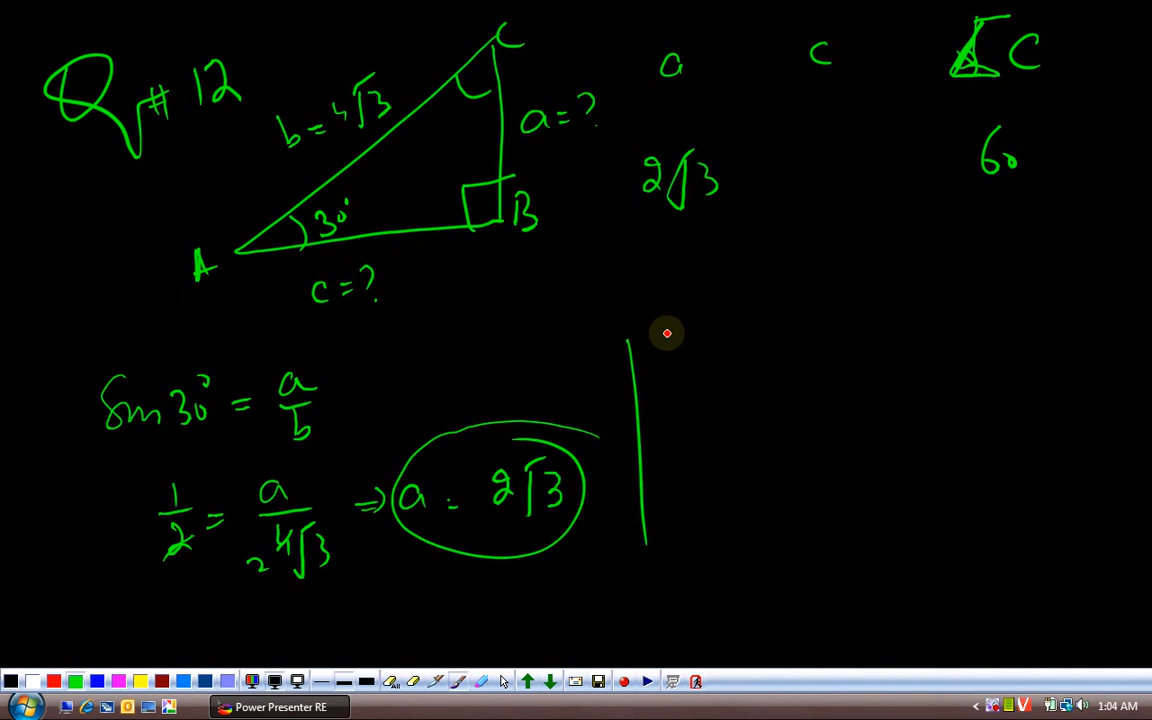 Q # 12
C
b = 4√3
a = ?
30°
B
A
c = ?
a c ∠C
2√3 60
Sin 30° = a/b
1/2 = a/4√3 ⇒ a = 2√3
2
Power Presenter RE
1:04 AM